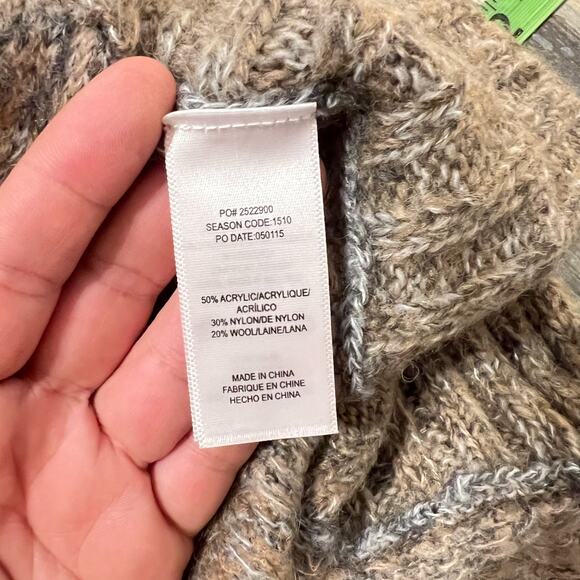 PO# 2522900
SEASON CODE:1510
PO DATE:050115
50% ACRYLIC/ACRYLIQUE/
ACRÍLICO
30% NYLON/DE NYLON
20% WOOL/LAINE/LANA
MADE IN CHINA
FABRIQUE EN CHINE
HECHO EN CHINA